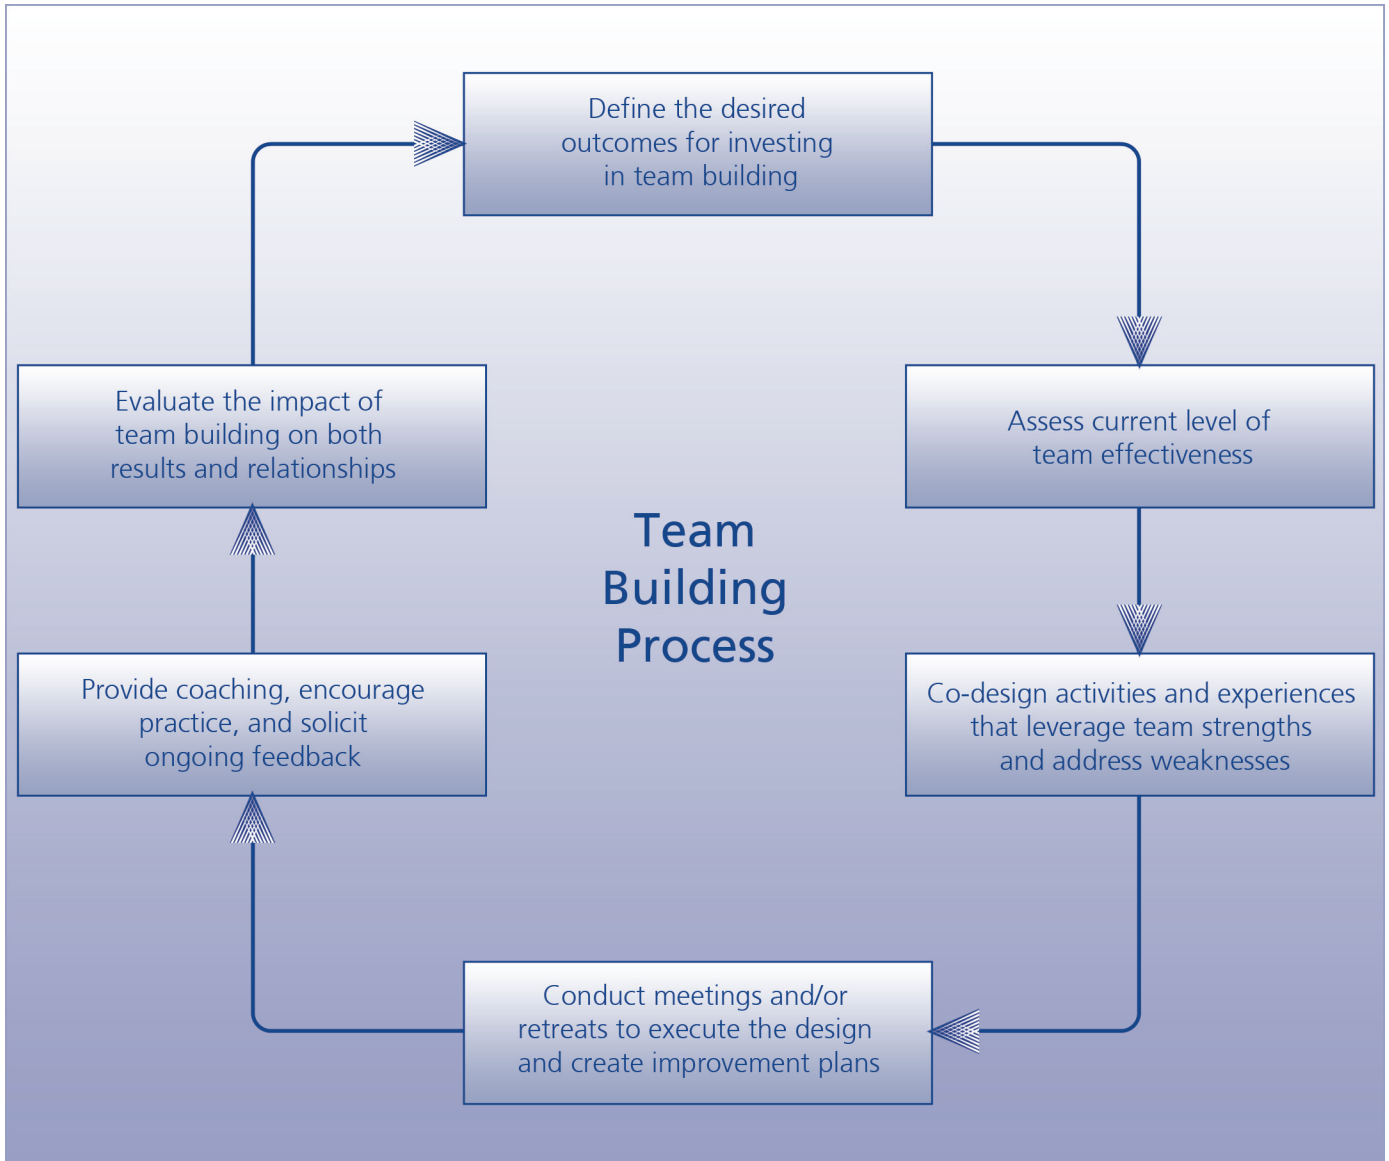 Define the desired
outcomes for investing
in team building
Assess current level of
team effectiveness
Co-design activities and experiences
that leverage team strengths
and address weaknesses
Conduct meetings and/or
retreats to execute the design
and create improvement plans
Provide coaching, encourage
practice, and solicit
ongoing feedback
Evaluate the impact of
team building on both
results and relationships
Team
Building
Process